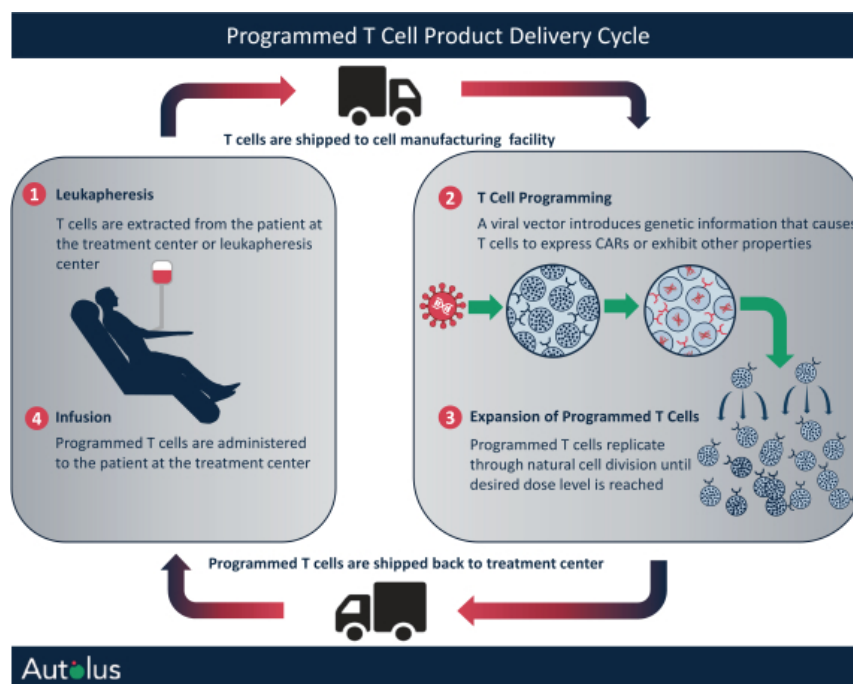 Programmed T Cell Product Delivery Cycle
T cells are shipped to cell manufacturing facility
1 Leukapheresis
T cells are extracted from the patient at
the treatment center or leukapheresis
center
4 Infusion
Programmed T cells are administered
to the patient at the treatment center
2 T Cell Programming
A viral vector introduces genetic information that causes
T cells to express CARs or exhibit other properties
3 Expansion of Programmed T Cells
Programmed T cells replicate
through natural cell division until
desired dose level is reached
Programmed T cells are shipped back to treatment center
Autolus